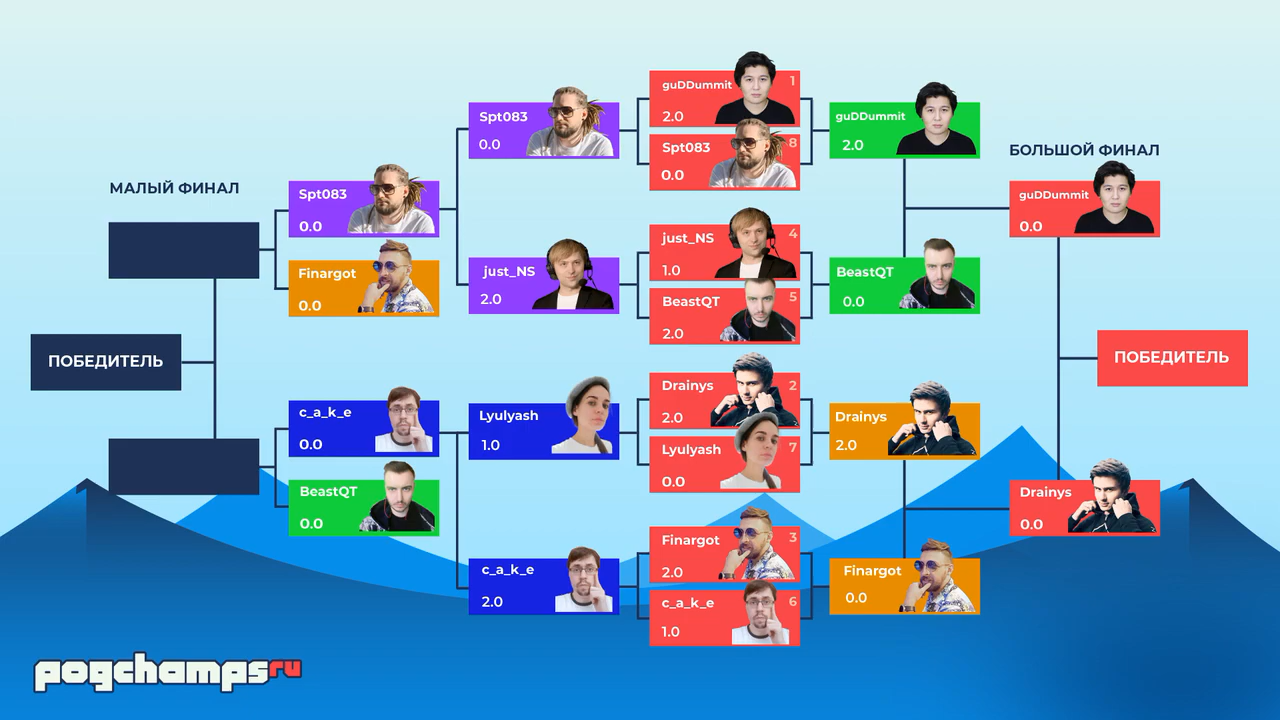 МАЛЫЙ ФИНАЛ
ПОБЕДИТЕЛЬ
Spt083
0.0
Finargot
0.0
c_a_k_e
0.0
BeastQT
0.0
Spt083
0.0
just_NS
2.0
Lyulyash
1.0
c_a_k_e
2.0
guDDummit 1
2.0
Spt083 8
0.0
just_NS 4
1.0
BeastQT 5
2.0
Drainys 2
2.0
Lyulyash 7
0.0
Finargot 3
2.0
c_a_k_e 6
1.0
guDDummit
2.0
BeastQT
0.0
Drainys
2.0
Finargot
0.0
БОЛЬШОЙ ФИНАЛ
guDDummit
0.0
ПОБЕДИТЕЛЬ
Drainys
0.0
pogchampsru